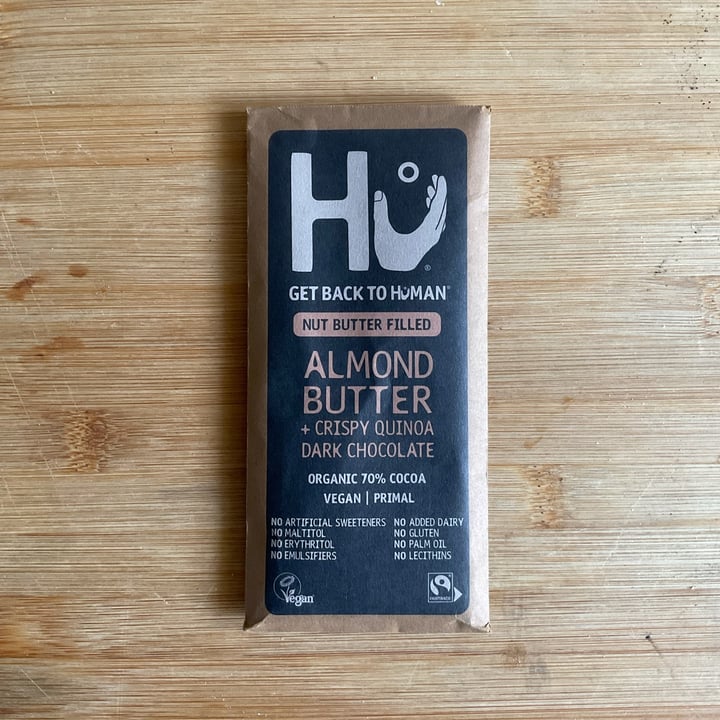 Hu
GET BACK TO HUMAN®
NUT BUTTER FILLED
ALMOND
BUTTER
+ CRISPY QUINOA
DARK CHOCOLATE
ORGANIC 70% COCOA
VEGAN | PRIMAL
NO ARTIFICIAL SWEETENERS
NO MALTITOL
NO ERYTHRITOL
NO EMULSIFIERS
NO ADDED DAIRY
NO GLUTEN
NO PALM OIL
NO LECITHINS
Vegan
FAIRTRADE